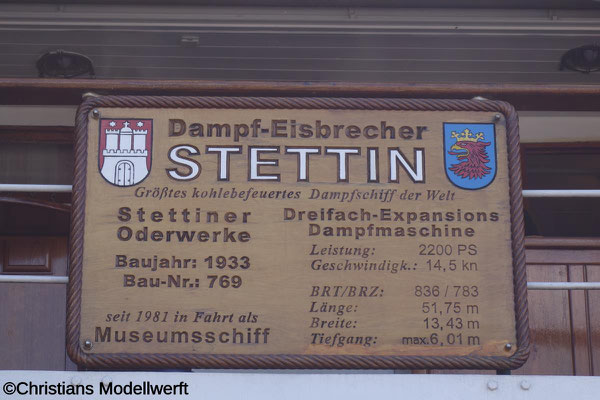 Dampf-Eisbrecher
STETTIN
Größtes kohlebefeuertes Dampfschiff der Welt
Stettiner
Oderwerke
Baujahr: 1933
Bau-Nr.: 769
seit 1981 in Fahrt als
Museumsschiff
Dreifach-Expansions
Dampfmaschine
Leistung: 2200 PS
Geschwindigk.: 14,5 kn
BRT/BRZ: 836 / 783
Länge: 51,75 m
Breite: 13,43 m
Tiefgang: max.6,01 m
©Christians Modellwerft